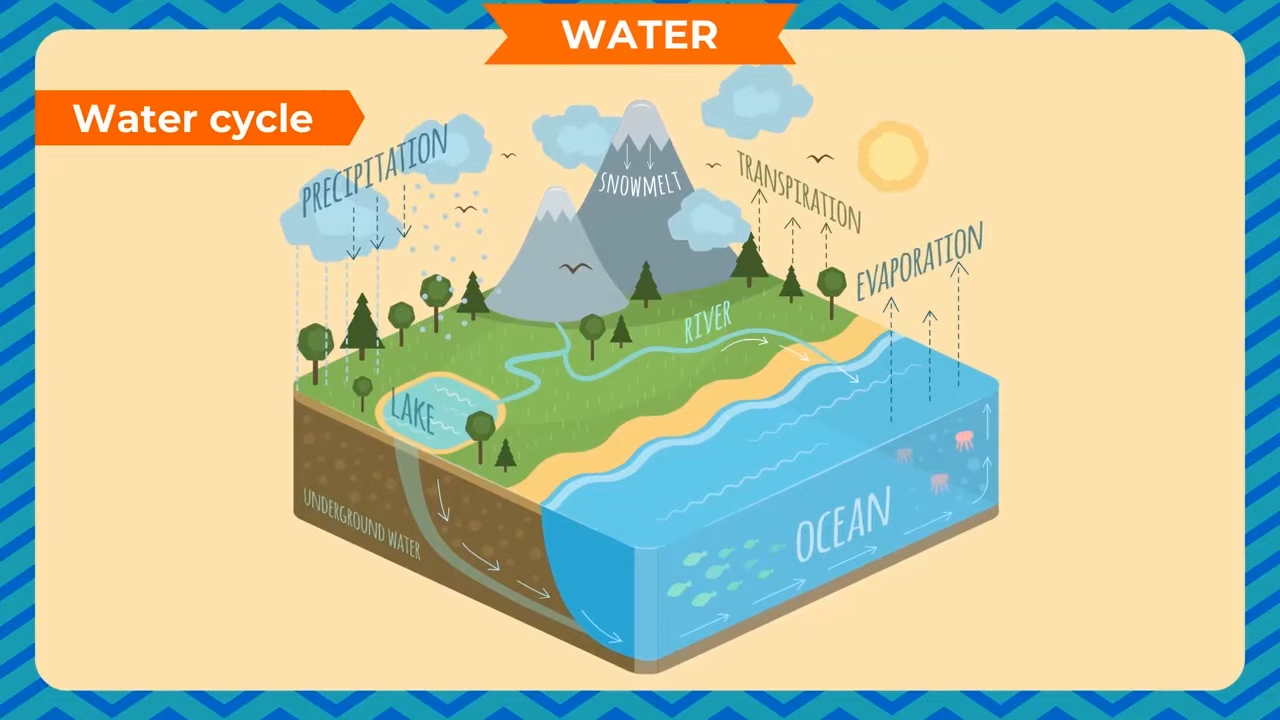 WATER
Water cycle
PRECIPITATION
SNOWMELT
TRANSPIRATION
EVAPORATION
RIVER
LAKE
UNDERGROUND WATER
OCEAN